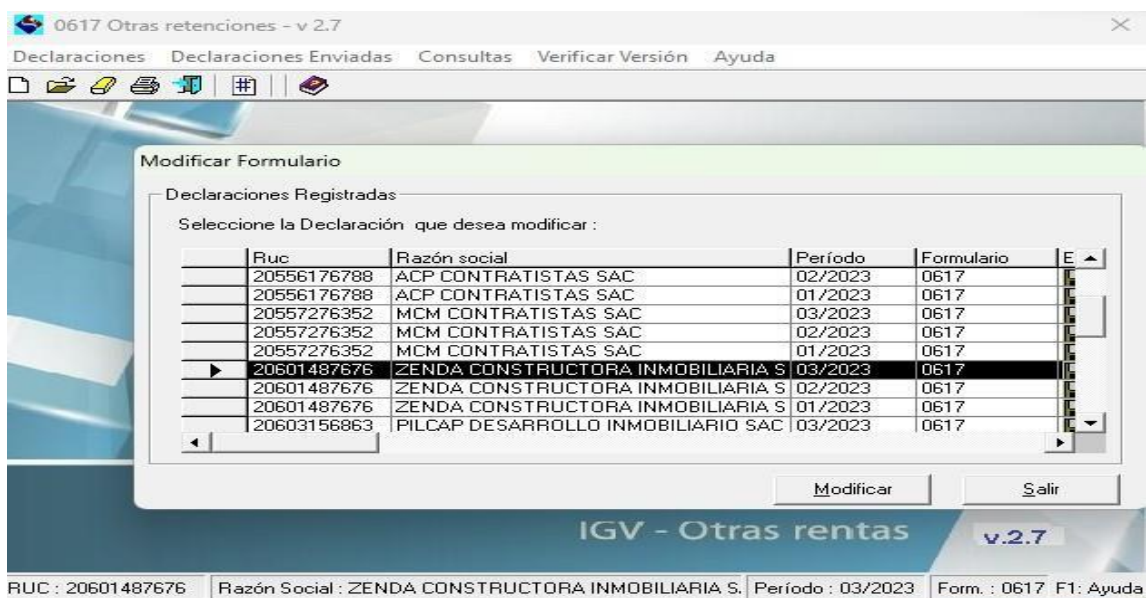 0617 Otras retenciones - v 2.7
Declaraciones Declaraciones Enviadas Consultas Verificar Versión Ayuda
Modificar Formulario
Declaraciones Registradas
Seleccione la Declaración que desea modificar :
Ruc Razón social Período Formulario E
20556176788 ACP CONTRATISTAS SAC 02/2023 0617
20556176788 ACP CONTRATISTAS SAC 01/2023 0617
20557276352 MCM CONTRATISTAS SAC 03/2023 0617
20557276352 MCM CONTRATISTAS SAC 02/2023 0617
20557276352 MCM CONTRATISTAS SAC 01/2023 0617
20601487676 ZENDA CONSTRUCTORA INMOBILIARIA S 03/2023 0617
20601487676 ZENDA CONSTRUCTORA INMOBILIARIA S 02/2023 0617
20601487676 ZENDA CONSTRUCTORA INMOBILIARIA S 01/2023 0617
20603156863 PILCAP DESARROLLO INMOBILIARIO SAC 03/2023 0617
Modificar Salir
IGV - Otras rentas v.2.7
RUC : 20601487676 Razón Social : ZENDA CONSTRUCTORA INMOBILIARIA S. Período : 03/2023 Form. : 0617 F1: Ayuda